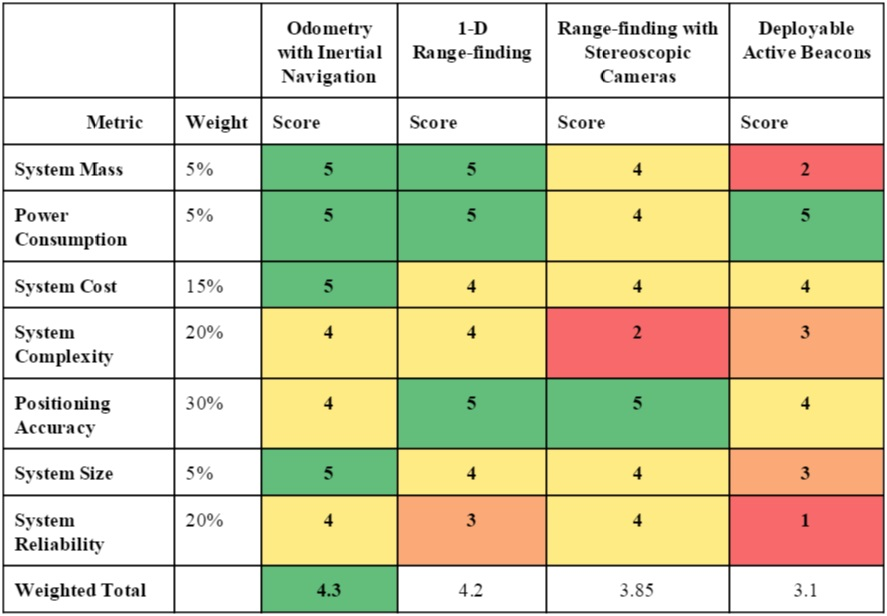 Odometry 1-D Range-finding with Deployable
with Inertial Range-finding Stereoscopic Active Beacons
Navigation Cameras
Metric Weight Score Score Score Score
System Mass 5% 5 5 4 2
Power 5% 5 5 4 5
Consumption
System Cost 15% 5 4 4 4
System 20% 4 4 2 3
Complexity
Positioning 30% 4 5 5 4
Accuracy
System Size 5% 5 4 4 3
System 20% 4 3 4 1
Reliability
Weighted Total 4.3 4.2 3.85 3.1